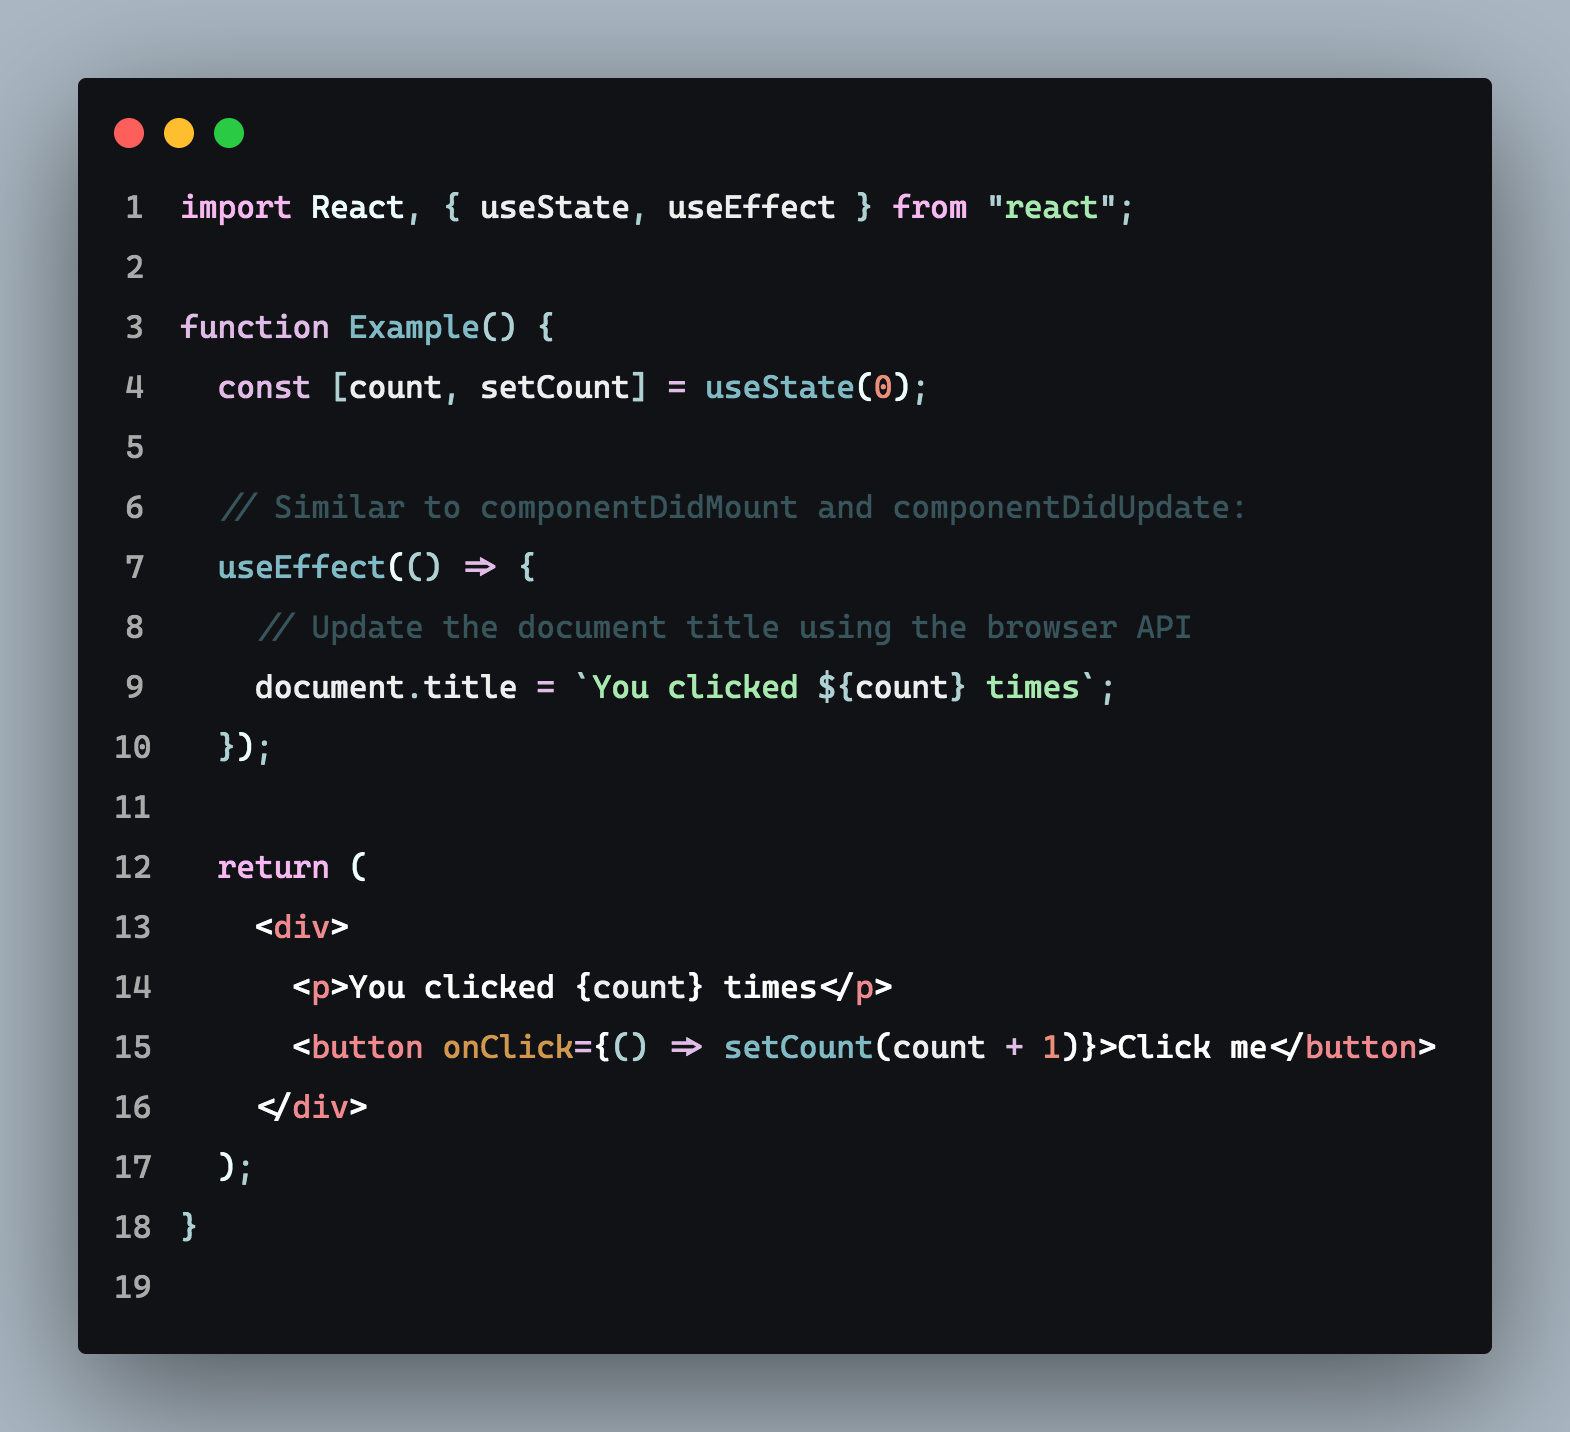 1 import React, { useState, useEffect } from "react";
2
3 function Example() {
4   const [count, setCount] = useState(0);
5
6   // Similar to componentDidMount and componentDidUpdate:
7   useEffect(() => {
8     // Update the document title using the browser API
9     document.title = `You clicked ${count} times`;
10   });
11
12   return (
13     <div>
14       <p>You clicked {count} times</p>
15       <button onClick={() => setCount(count + 1)}>Click me</button>
16     </div>
17   );
18 }
19